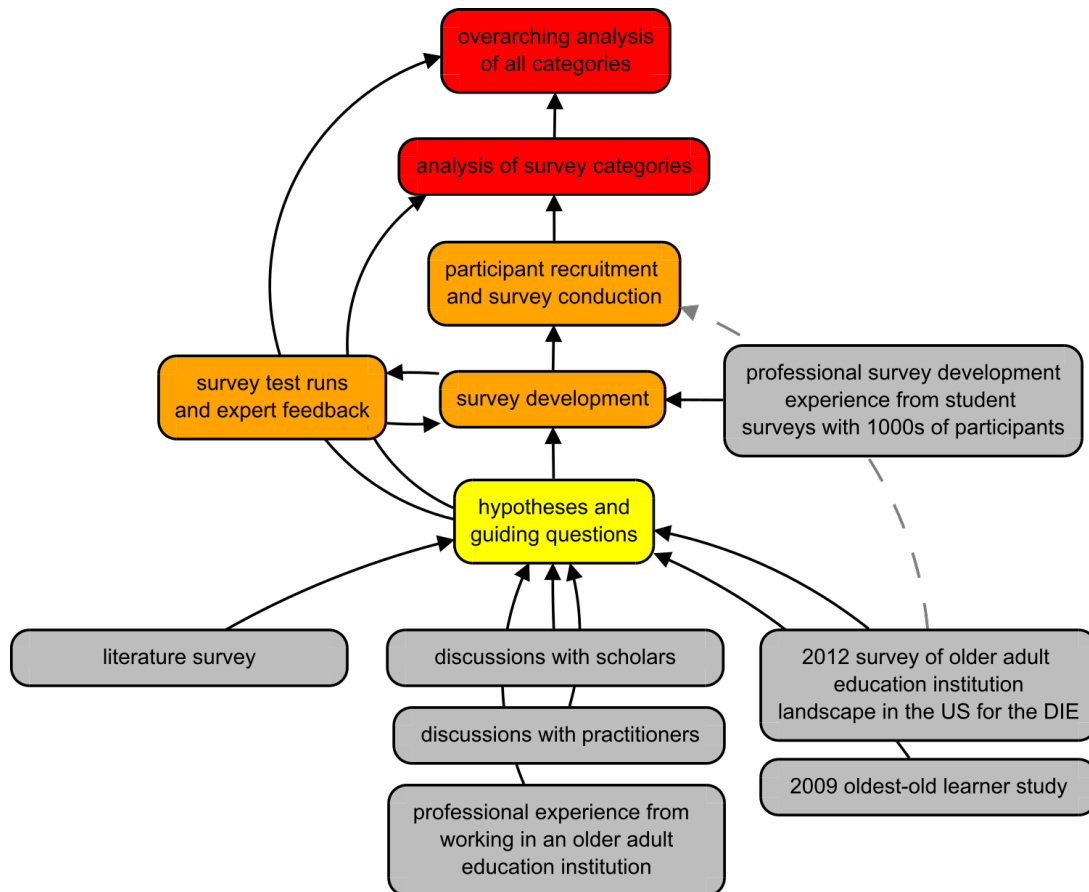 overarching analysis
of all categories
analysis of survey categories
participant recruitment
and survey conduction
survey test runs
and expert feedback
survey development
professional survey development
experience from student
surveys with 1000s of participants
hypotheses and
guiding questions
literature survey
discussions with scholars
2012 survey of older adult
education institution
landscape in the US for the DIE
discussions with practitioners
2009 oldest-old learner study
professional experience from
working in an older adult
education institution